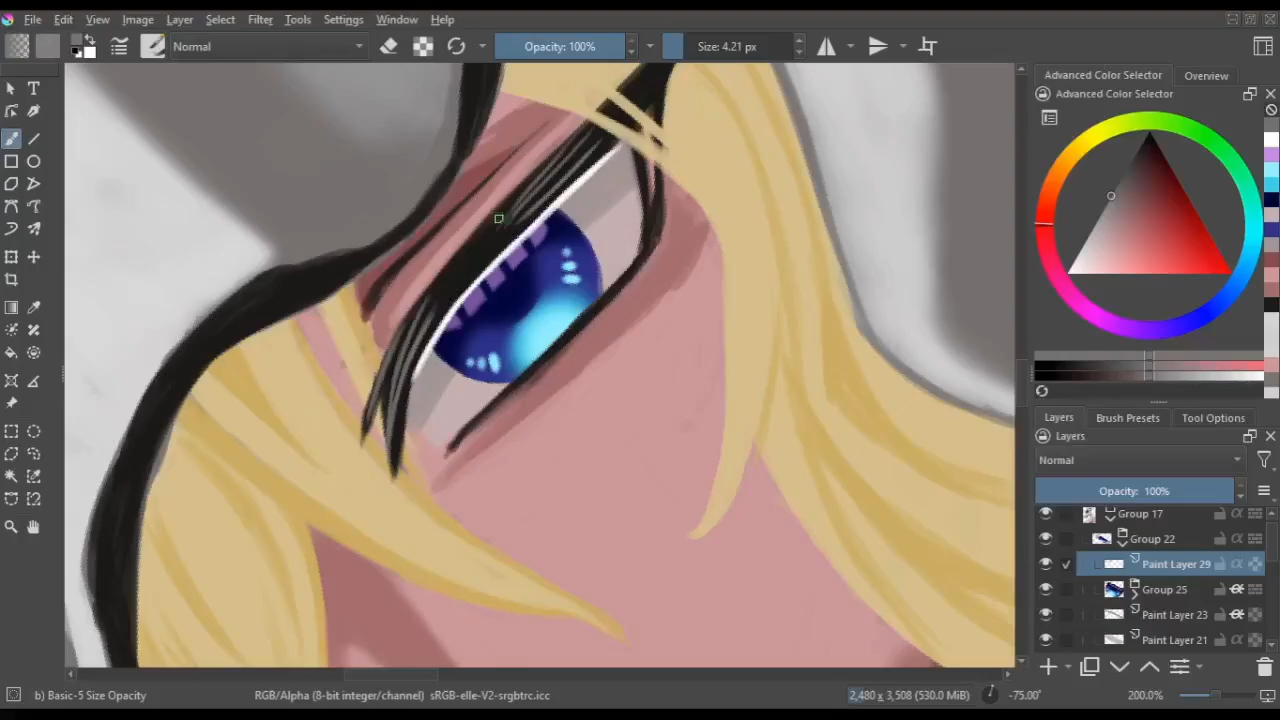 File Edit View Image Layer Select Filter Tools Settings Window Help
Normal Opacity: 100% Size: 4.21 px
Advanced Color Selector Overview
Advanced Color Selector
Layers Brush Presets Tool Options
Layers
Normal
Opacity: 100%
Group 17
Group 22
Paint Layer 29
Group 25
Paint Layer 23
Paint Layer 21
b) Basic-5 Size Opacity RGB/Alpha (8-bit integer/channel) sRGB-elle-V2-srgbtrc.icc 2,480 x 3,508 (530.0 MiB) -75.00° 200.0%